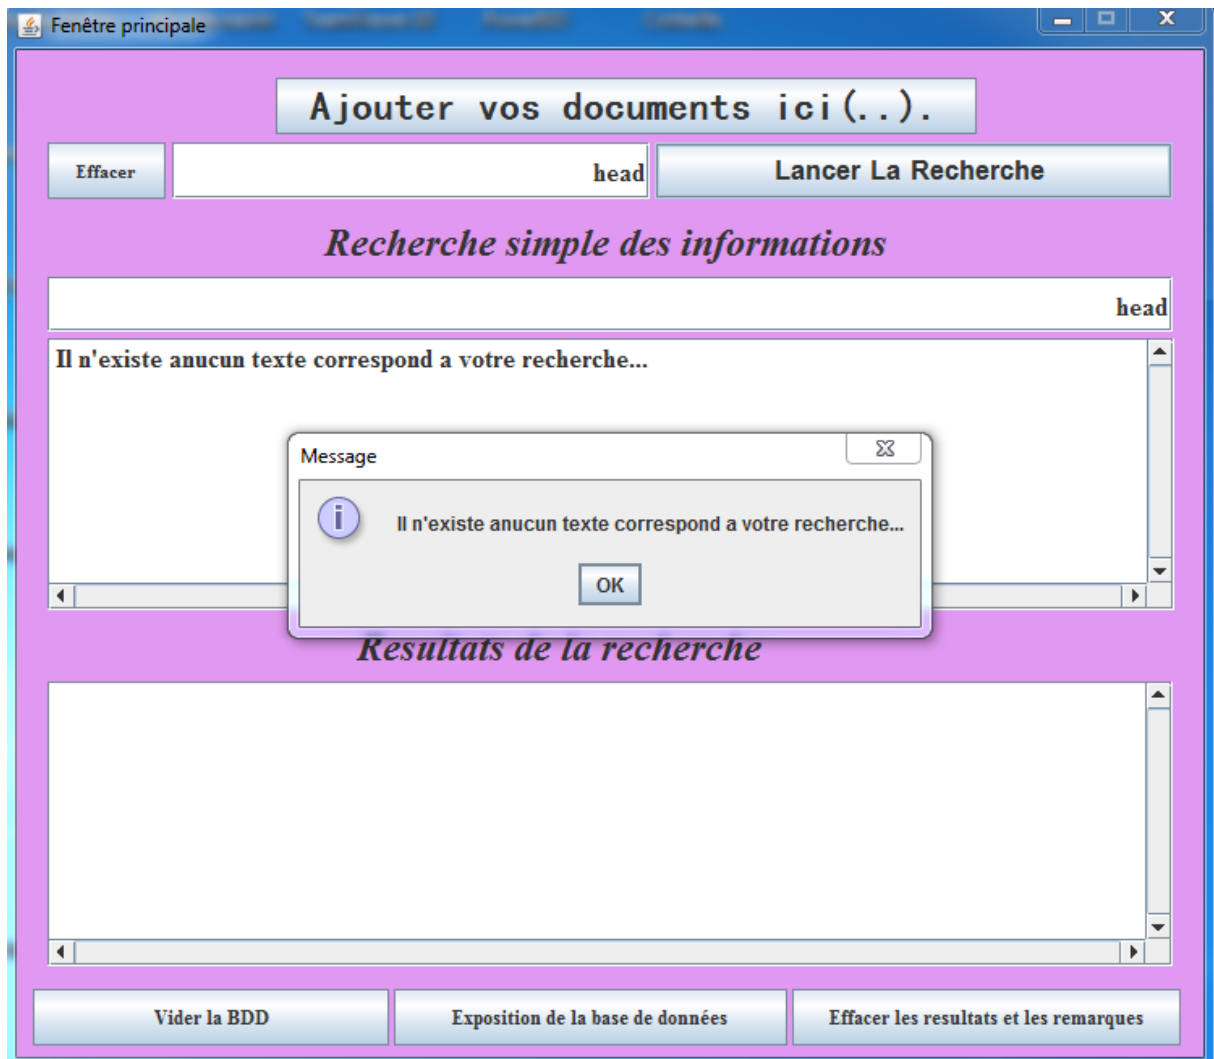 Fenêtre principale
Ajouter vos documents ici(..).
Effacer
head
Lancer La Recherche
Recherche simple des informations
head
Il n'existe anucun texte correspond a votre recherche...
Message
Il n'existe anucun texte correspond a votre recherche...
OK
Resultats de la recherche
Vider la BDD
Exposition de la base de données
Effacer les resultats et les remarques